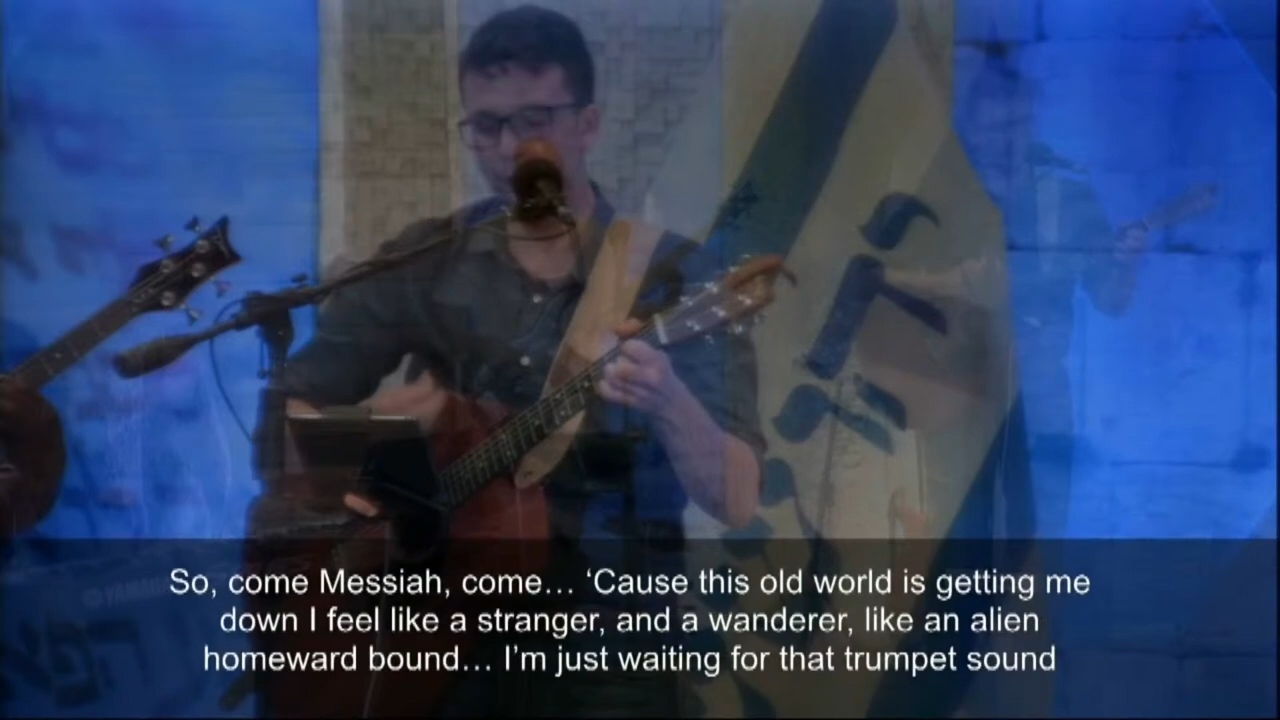 YAMAHA
So, come Messiah, come… ‘Cause this old world is getting me
down I feel like a stranger, and a wanderer, like an alien
homeward bound… I’m just waiting for that trumpet sound